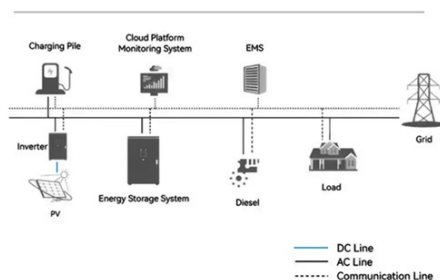 Charging Pile
Cloud Platform
Monitoring System
EMS
Grid
Inverter
PV
Energy Storage System
Diesel
Load
DC Line
AC Line
Communication Line